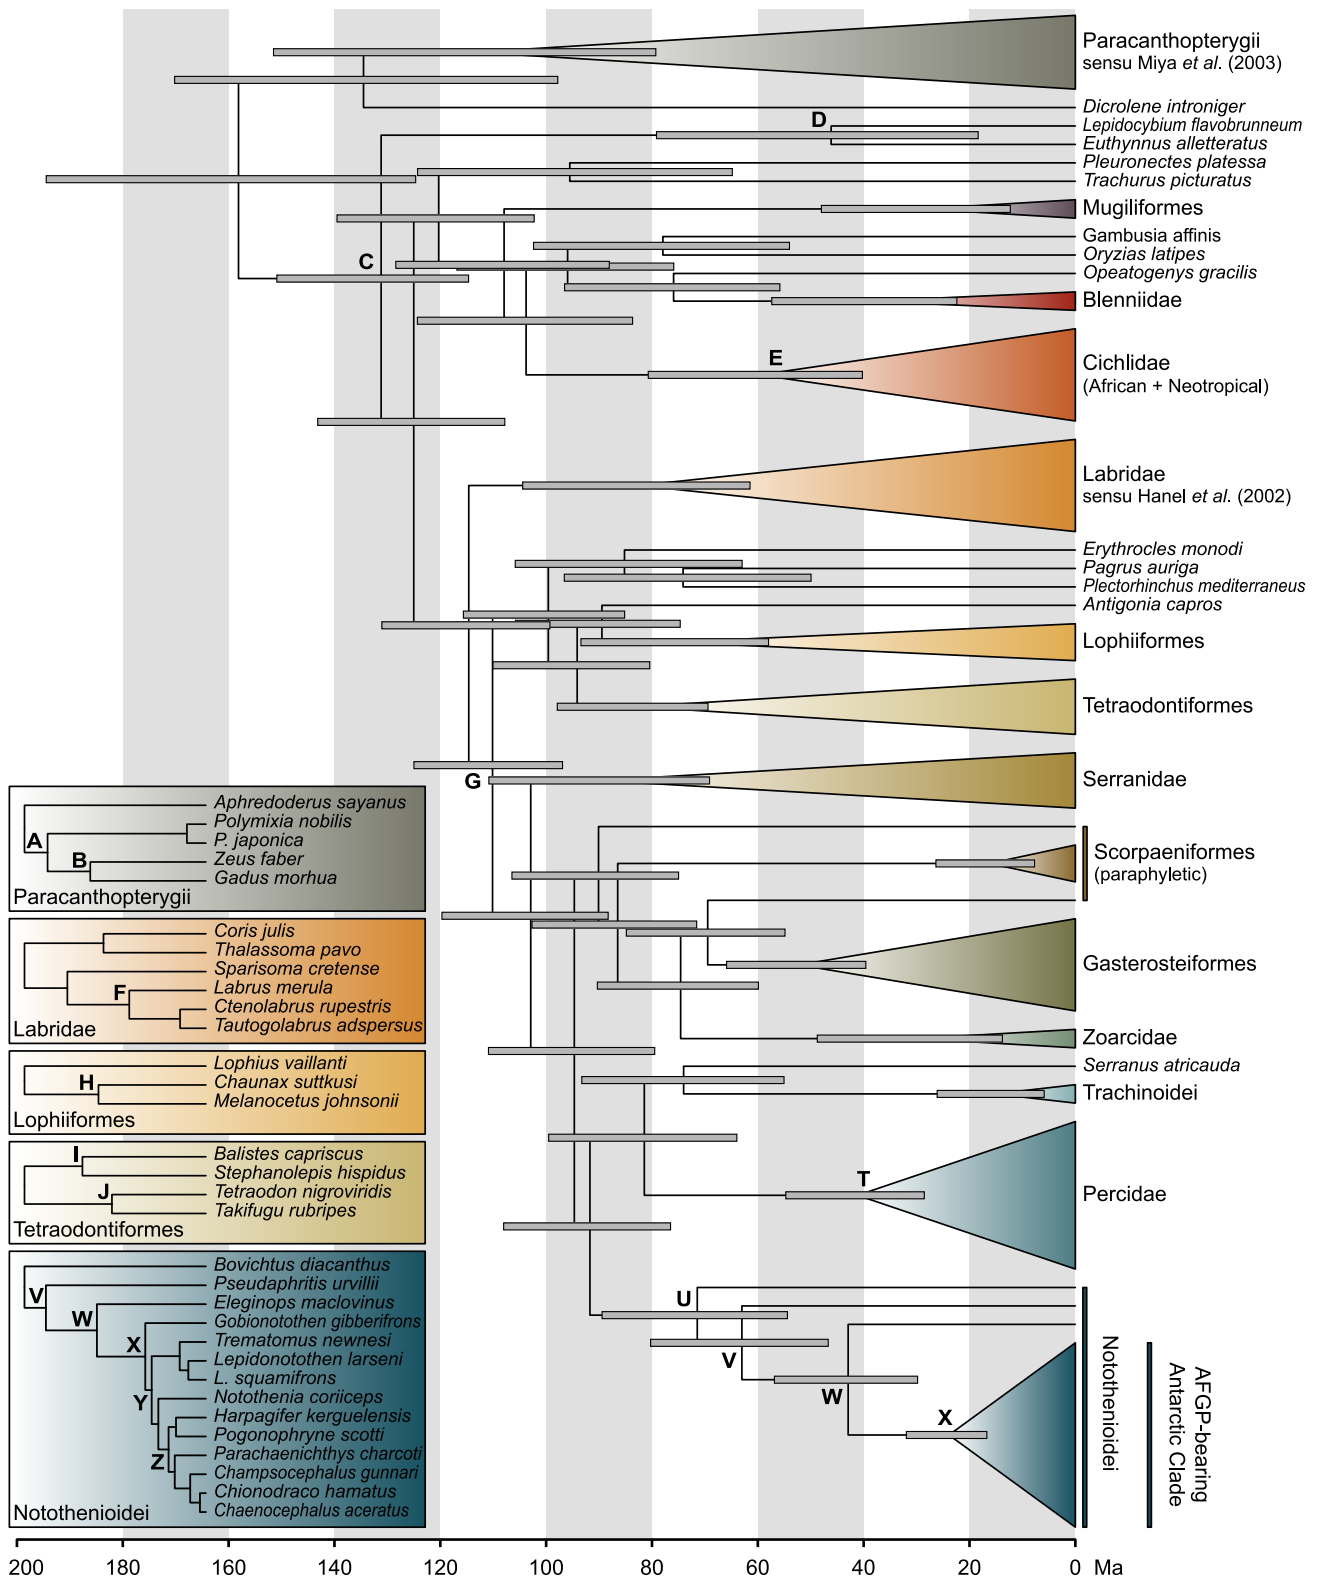 Paracanthopterygii
sensu Miya et al. (2003)
Dicrolene introniger
D
Lepidocybium flavobrunneum
Euthynnus alletteratus
Pleuronectes platessa
Trachurus picturatus
Mugiliformes
Gambusia affinis
Oryzias latipes
C
Opeatogenys gracilis
Blenniidae
E
Cichlidae
(African + Neotropical)
Labridae
sensu Hanel et al. (2002)
Erythrocles monodi
Pagrus auriga
Plectorhinchus mediterraneus
Antigonia capros
Lophiiformes
Tetraodontiformes
G
Serranidae
Scorpaeniformes
(paraphyletic)
Gasterosteiformes
Zoarcidae
Serranus atricauda
Trachinoidei
T
Percidae
U
V
W
X
Notothenioidei
AFGP-bearing
Antarctic Clade
Aphredoderus sayanus
Polymixia nobilis
A
P. japonica
B
Zeus faber
Gadus morhua
Paracanthopterygii
Coris julis
Thalassoma pavo
Sparisoma cretense
F
Labrus merula
Ctenolabrus rupestris
Tautogolabrus adspersus
Labridae
Lophius vaillanti
H
Chaunax suttkusi
Melanocetus johnsonii
Lophiiformes
I
Balistes capriscus
Stephanolepis hispidus
J
Tetraodon nigroviridis
Takifugu rubripes
Tetraodontiformes
Bovichtus diacanthus
Pseudaphritis urvillii
V
Eleginops maclovinus
W
Gobionotothen gibberifrons
X
Trematomus newnesi
Lepidonotothen larseni
L. squamifrons
Y
Notothenia coriiceps
Harpagifer kerguelensis
Pogonophryne scotti
Z
Parachaenichthys charcoti
Champsocephalus gunnari
Chionodraco hamatus
Chaenocephalus aceratus
Notothenioidei
200 180 160 140 120 100 80 60 40 20 0 Ma